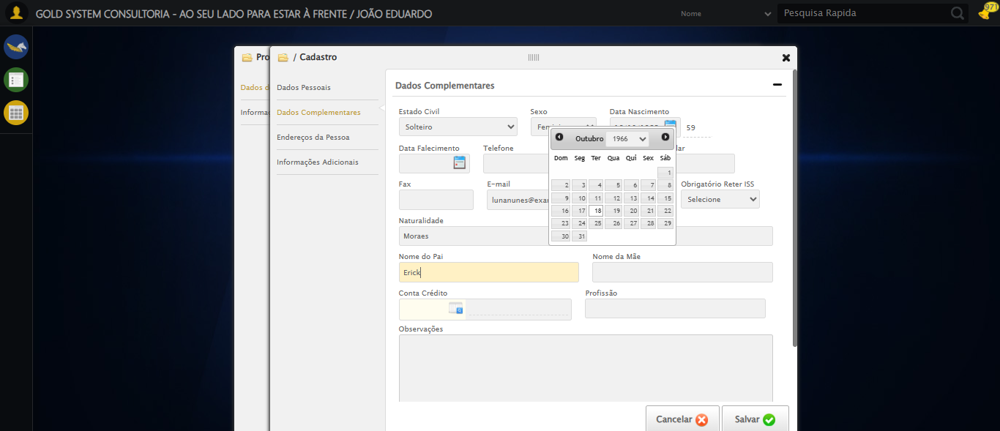 GOLD SYSTEM CONSULTORIA - AO SEU LADO PARA ESTAR À FRENTE / JOÃO EDUARDO
Nome
Pesquisa Rapida
971
Pro
/ Cadastro
Dados d
Informaç
Dados Pessoais
Dados Complementares
Endereços da Pessoa
Informações Adicionais
Dados Complementares
Estado Civil
Sexo
Data Nascimento
Solteiro
59
Data Falecimento
Telefone
lar
Outubro 1966
Dom Seg Ter Qua Qui Sex Sáb
1
2 3 4 5 6 7 8
9 10 11 12 13 14 15
16 17 18 19 20 21 22
23 24 25 26 27 28 29
30 31
Fax
E-mail
Obrigatório Reter ISS
lunanunes@exa
Selecione
Naturalidade
Moraes
Nome do Pai
Nome da Mãe
Erick
Conta Crédito
Profissão
Observações
Cancelar
Salvar